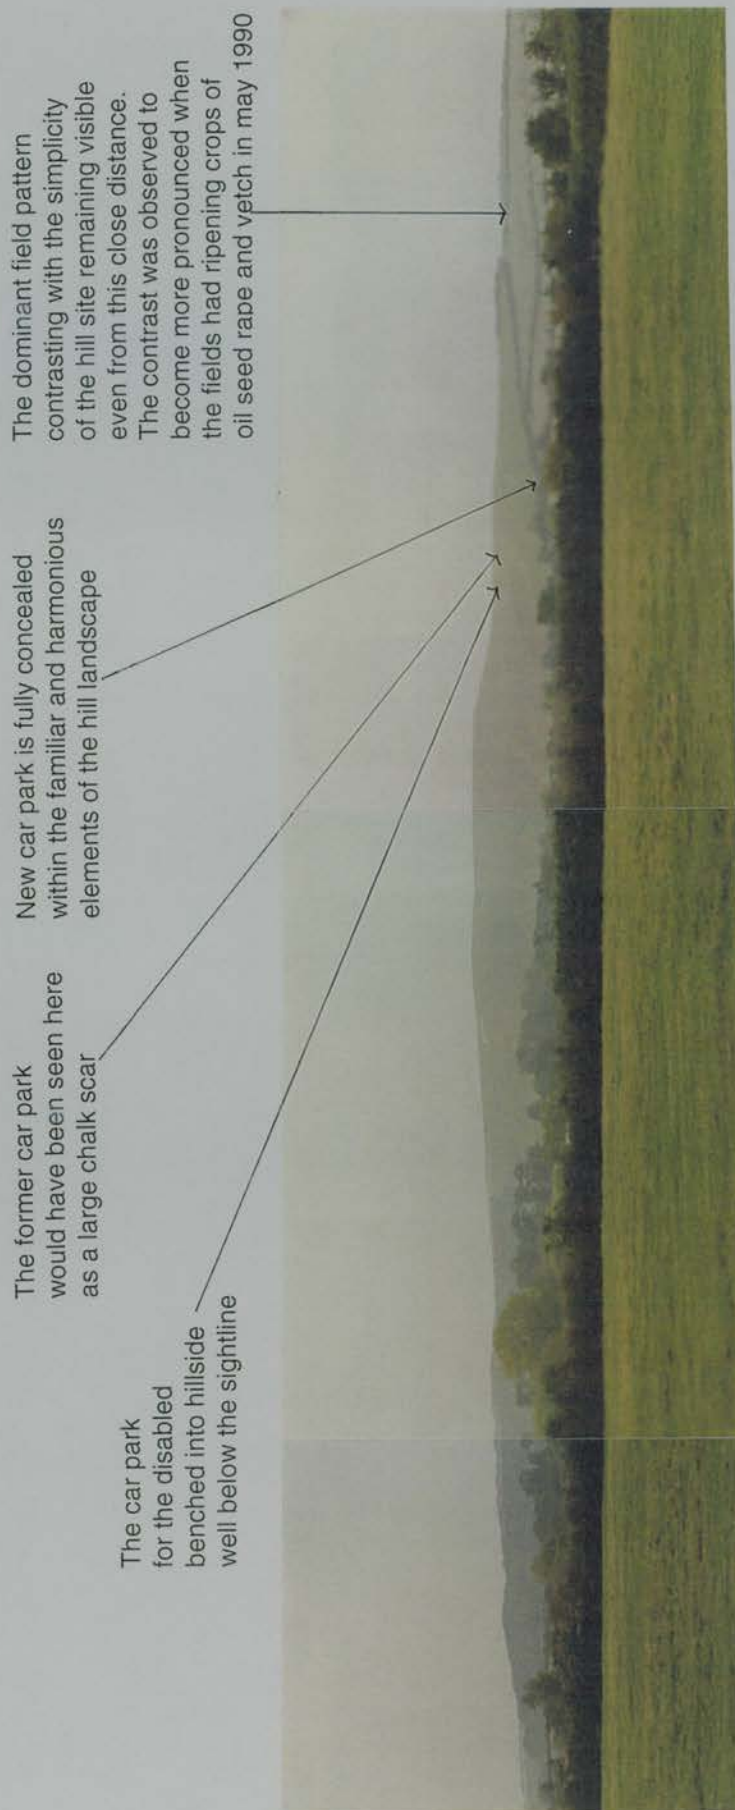 The car park
for the disabled
benched into hillside
well below the sightline
The former car park
would have been seen here
as a large chalk scar
New car park is fully concealed
within the familiar and harmonious
elements of the hill landscape
The dominant field pattern
contrasting with the simplicity
of the hill site remaining visible
even from this close distance.
The contrast was observed to
become more pronounced when
the fields had ripening crops of
oil seed rape and vetch in may 1990